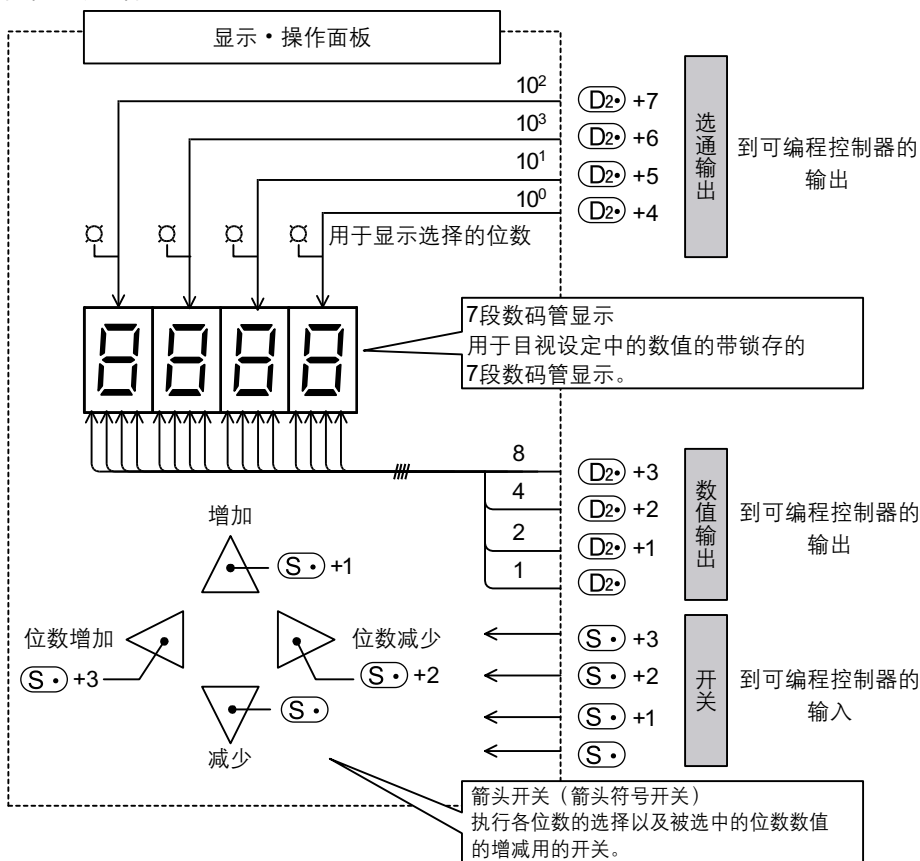 显示・操作面板
10²
D2• +7
10³
D2• +6
10¹
D2• +5
10⁰
D2• +4
选通输出
到可编程控制器的
输出
用于显示选择的位数
8888
7段数码管显示
用于目视设定中的数值的带锁存的
7段数码管显示。
8
D2• +3
4
D2• +2
2
D2• +1
1
D2•
数值输出
到可编程控制器的
输出
增加
S• +1
位数增加
S• +3
位数减少
S• +2
S•
减少
S• +3
S• +2
S• +1
S•
开关
到可编程控制器的
输入
箭头开关（箭头符号开关）
执行各位数的选择以及被选中的位数数值
的增减用的开关。